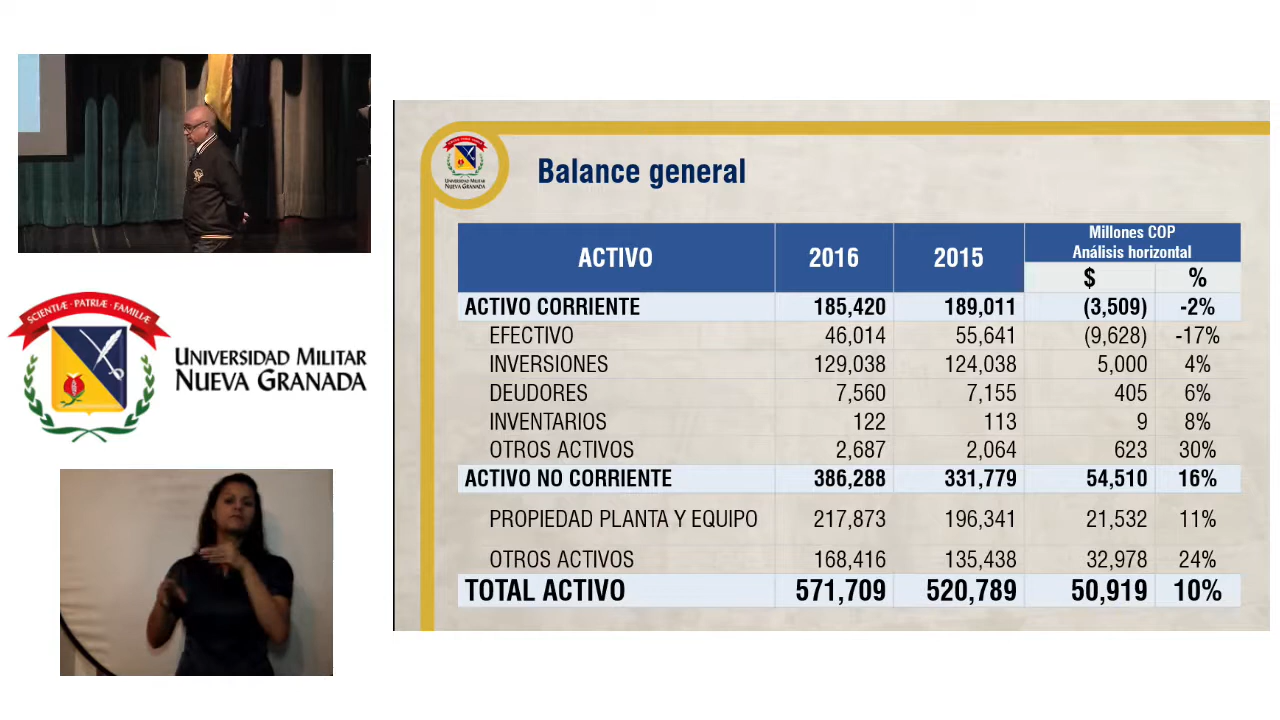 SCIENTIÆ · PATRIÆ · FAMILIÆ
UNIVERSIDAD MILITAR
NUEVA GRANADA
UNIVERSIDAD MILITAR
NUEVA GRANADA
Balance general
ACTIVO 2016 2015 Millones COP
Análisis horizontal
$ %
ACTIVO CORRIENTE 185,420 189,011 (3,509) -2%
EFECTIVO 46,014 55,641 (9,628) -17%
INVERSIONES 129,038 124,038 5,000 4%
DEUDORES 7,560 7,155 405 6%
INVENTARIOS 122 113 9 8%
OTROS ACTIVOS 2,687 2,064 623 30%
ACTIVO NO CORRIENTE 386,288 331,779 54,510 16%
PROPIEDAD PLANTA Y EQUIPO 217,873 196,341 21,532 11%
OTROS ACTIVOS 168,416 135,438 32,978 24%
TOTAL ACTIVO 571,709 520,789 50,919 10%